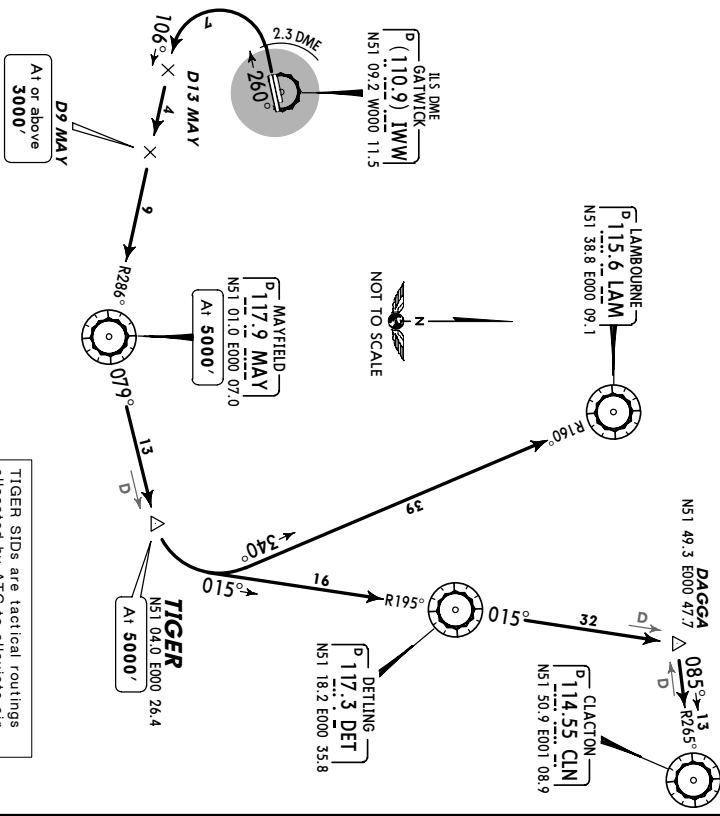 ILS DME
GATWICK
D (110.9) IWW
N51 09.2 W000 11.5
2.3 DME
260°
7
106°
D13 MAY
4
D9 MAY
At or above
3000'
9
R286°
MAYFIELD
D 117.9 MAY
N51 01.0 E000 07.0
At 5000'
079°
13
D
TIGER
N51 04.0 E000 26.4
At 5000'
LAMBOURNE
D 115.6 LAM
N51 38.8 E000 09.1
N
NOT TO SCALE
R160°
39
340°
015°
16
R195°
DETLING
D 117.3 DET
N51 18.2 E000 35.8
015°
32
D
DAGGA
N51 49.3 E000 47.7
085°
13
D
R265°
CLACTON
D 114.55 CLN
N51 50.9 E001 08.9
TIGER SIDs are tactical routings